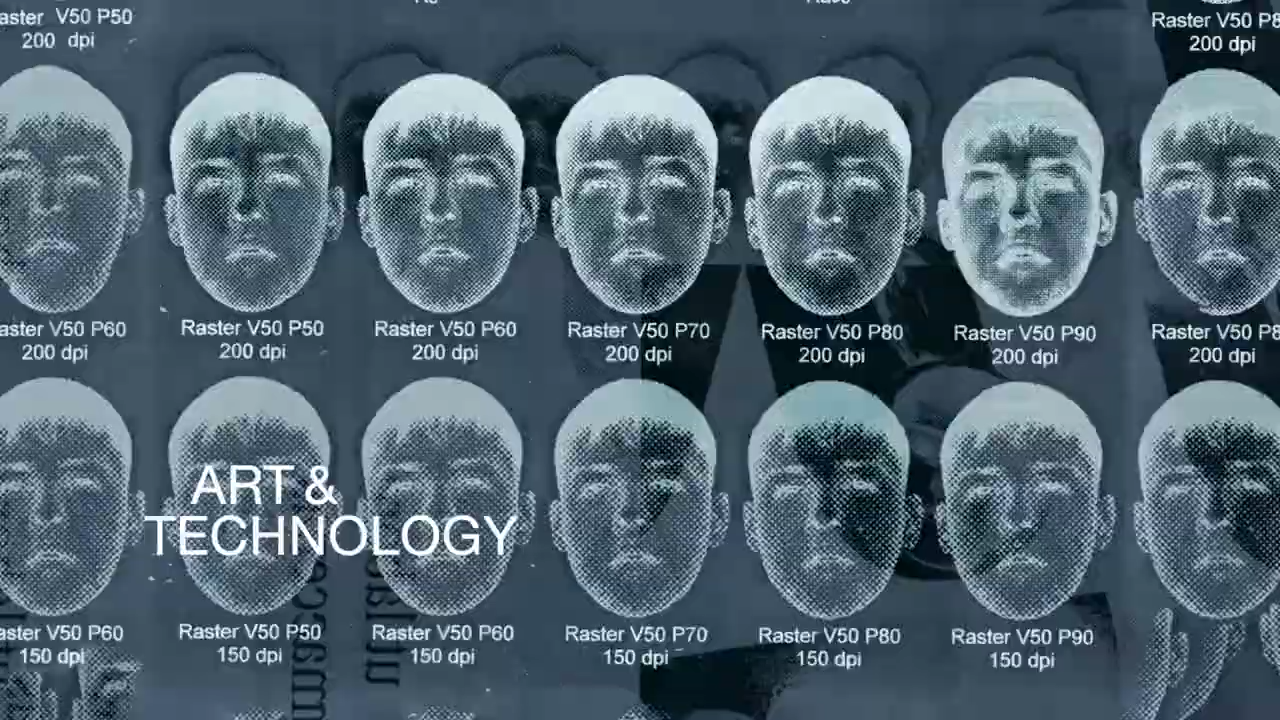 aster V50 P50
200 dpi
Raster V50 P8
200 dpi
aster V50 P60
200 dpi
Raster V50 P50
200 dpi
Raster V50 P60
200 dpi
Raster V50 P70
200 dpi
Raster V50 P80
200 dpi
Raster V50 P90
200 dpi
Raster V50 P8
200 dpi
ART &
TECHNOLOGY
aster V50 P60
150 dpi
Raster V50 P50
150 dpi
Raster V50 P60
150 dpi
Raster V50 P70
150 dpi
Raster V50 P80
150 dpi
Raster V50 P90
150 dpi